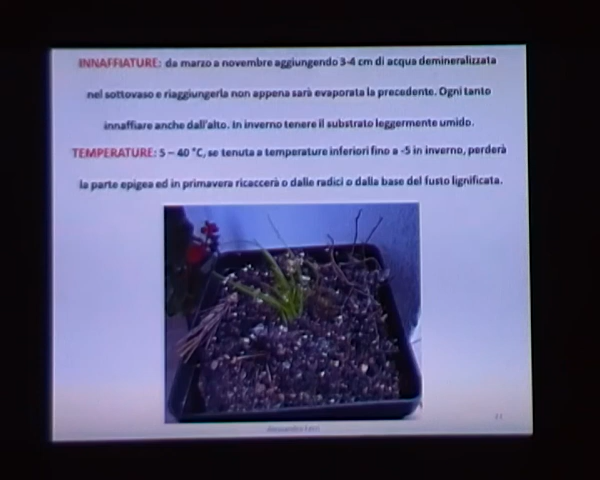 INNAFFIATURE: da marzo a novembre aggiungendo 3-4 cm di acqua demineralizzata
nel sottovaso e riaggiungerla non appena sarà evaporata la precedente. Ogni tanto
innaffiare anche dall'alto. In inverno tenere il substrato leggermente umido.
TEMPERATURE: 5 – 40 °C, se tenuta a temperature inferiori fino a -5 in inverno, perderà
la parte epigea ed in primavera ricaccerà o dalle radici o dalla base del fusto lignificata.
Alessandro